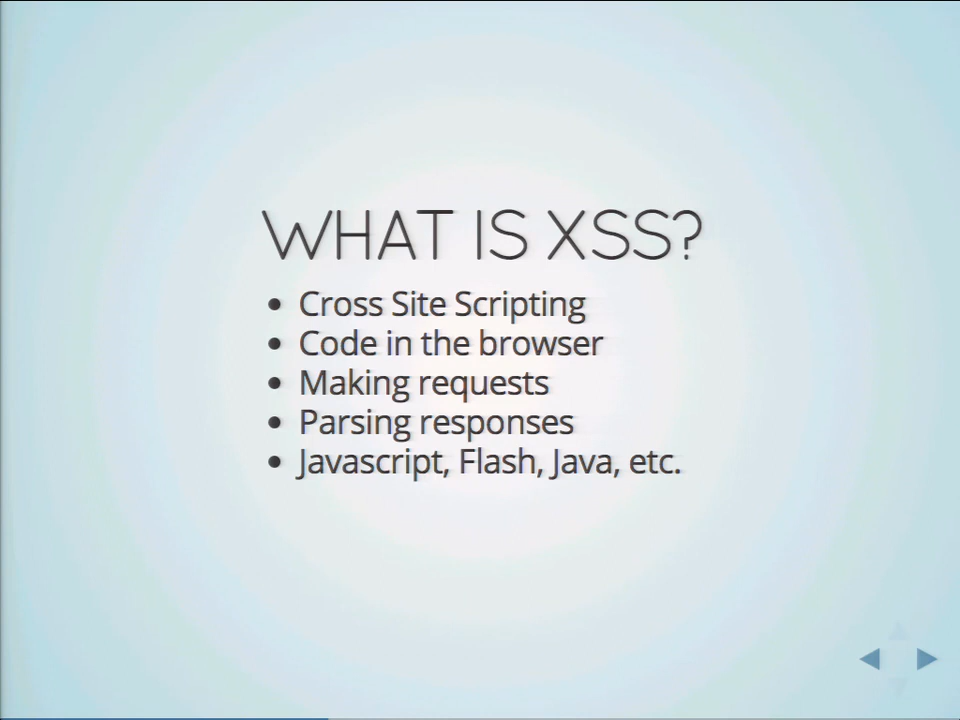 WHAT IS XSS?
Cross Site Scripting
Code in the browser
Making requests
Parsing responses
Javascript, Flash, Java, etc.